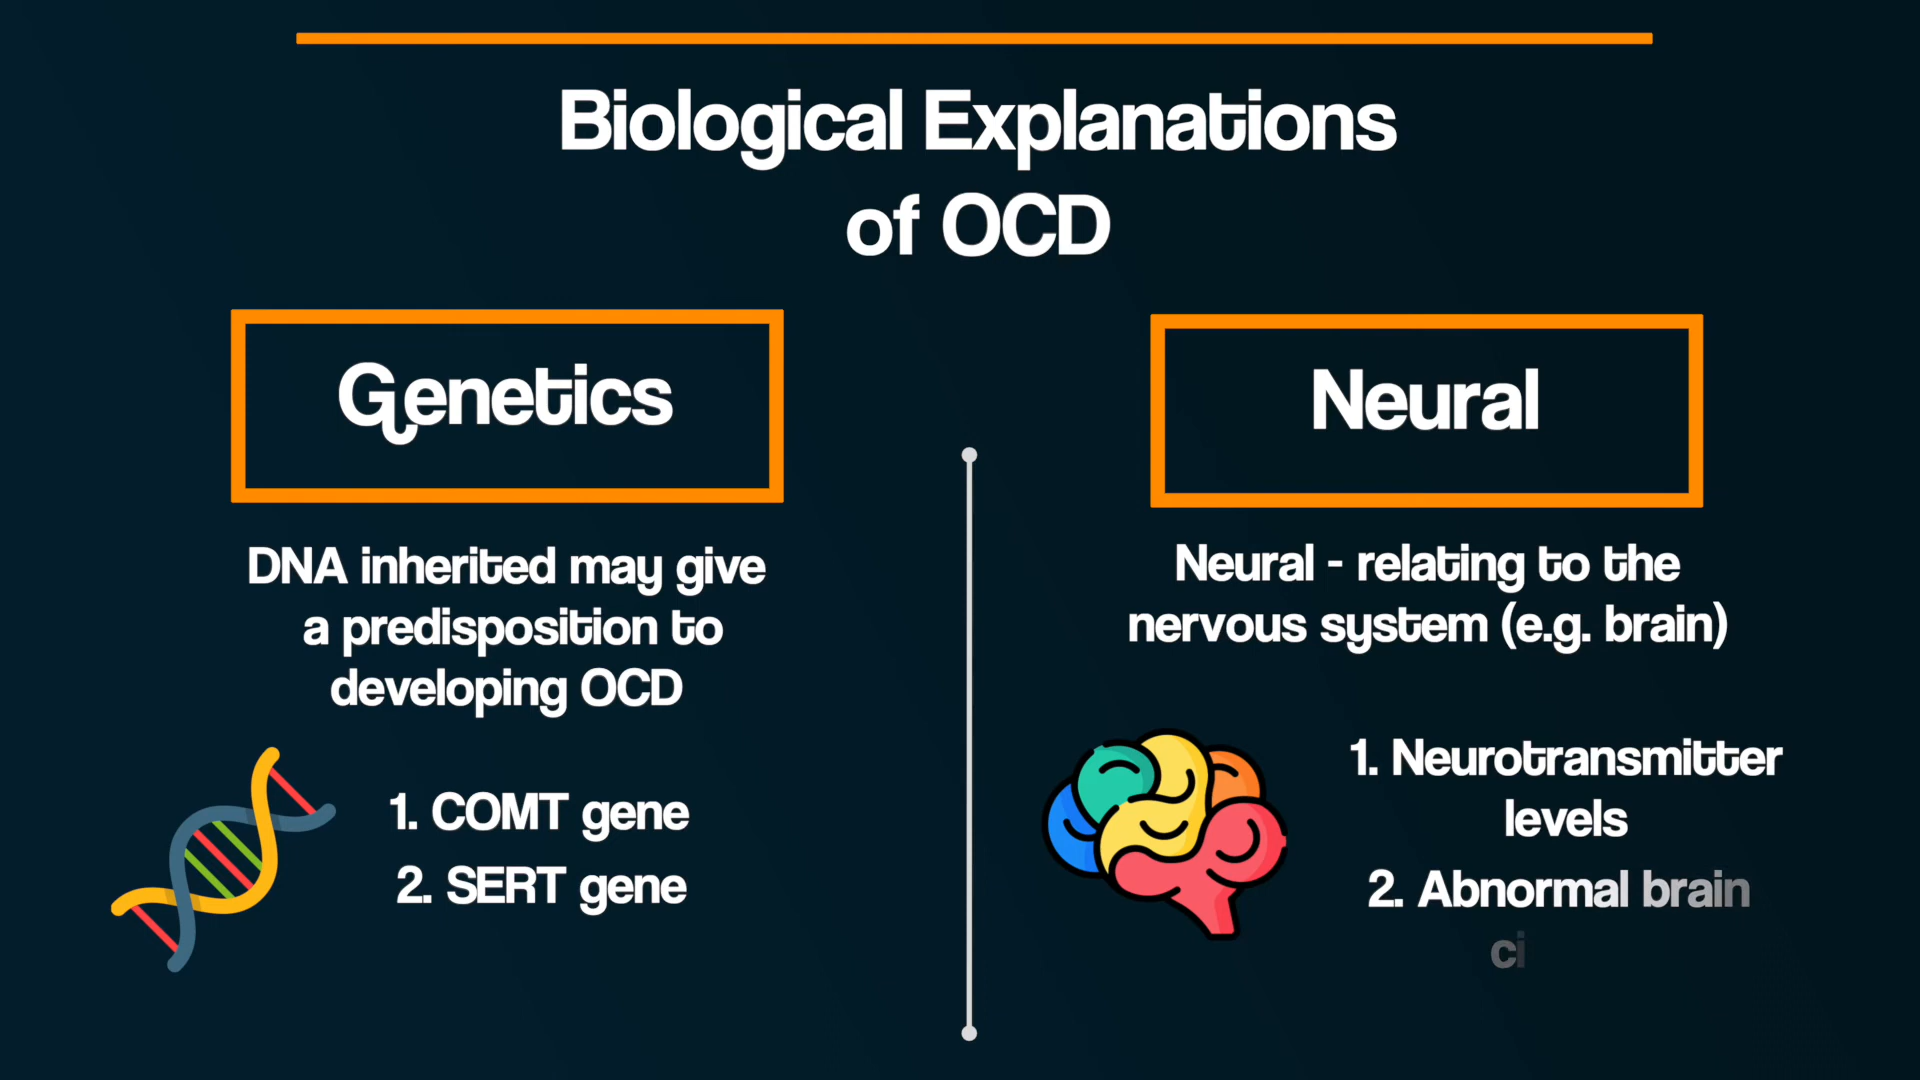 Biological Explanations
of OCD
Genetics
DNA inherited may give
a predisposition to
developing OCD
1. COMT gene
2. SERT gene
Neural
Neural - relating to the
nervous system (e.g. brain)
1. Neurotransmitter
levels
2. Abnormal brain
ci